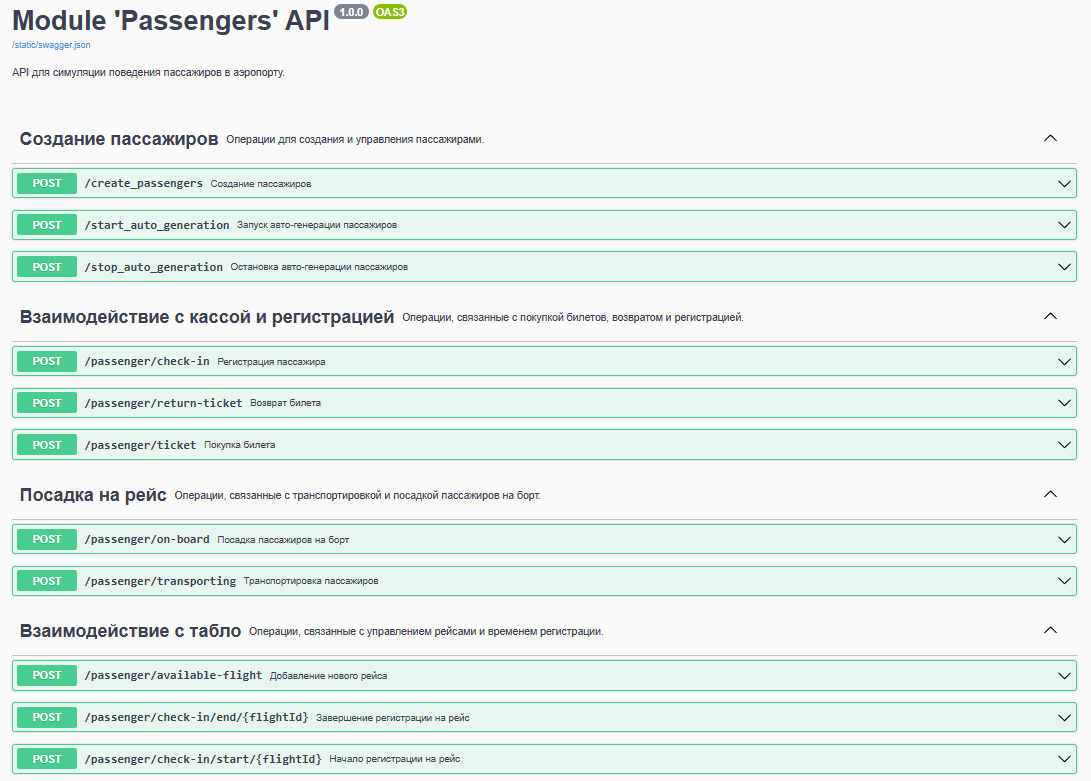 Module 'Passengers' API 1.0.0 OAS3
/static/swagger.json
API для симуляции поведения пассажиров в аэропорту.
Создание пассажиров Операции для создания и управления пассажирами.
POST /create_passengers Создание пассажиров
POST /start_auto_generation Запуск авто-генерации пассажиров
POST /stop_auto_generation Остановка авто-генерации пассажиров
Взаимодействие с кассой и регистрацией Операции, связанные с покупкой билетов, возвратом и регистрацией.
POST /passenger/check-in Регистрация пассажира
POST /passenger/return-ticket Возврат билета
POST /passenger/ticket Покупка билета
Посадка на рейс Операции, связанные с транспортировкой и посадкой пассажиров на борт.
POST /passenger/on-board Посадка пассажиров на борт
POST /passenger/transporting Транспортировка пассажиров
Взаимодействие с табло Операции, связанные с управлением рейсами и временем регистрации.
POST /passenger/available-flight Добавление нового рейса
POST /passenger/check-in/end/{flightId} Завершение регистрации на рейс
POST /passenger/check-in/start/{flightId} Начало регистрации на рейс